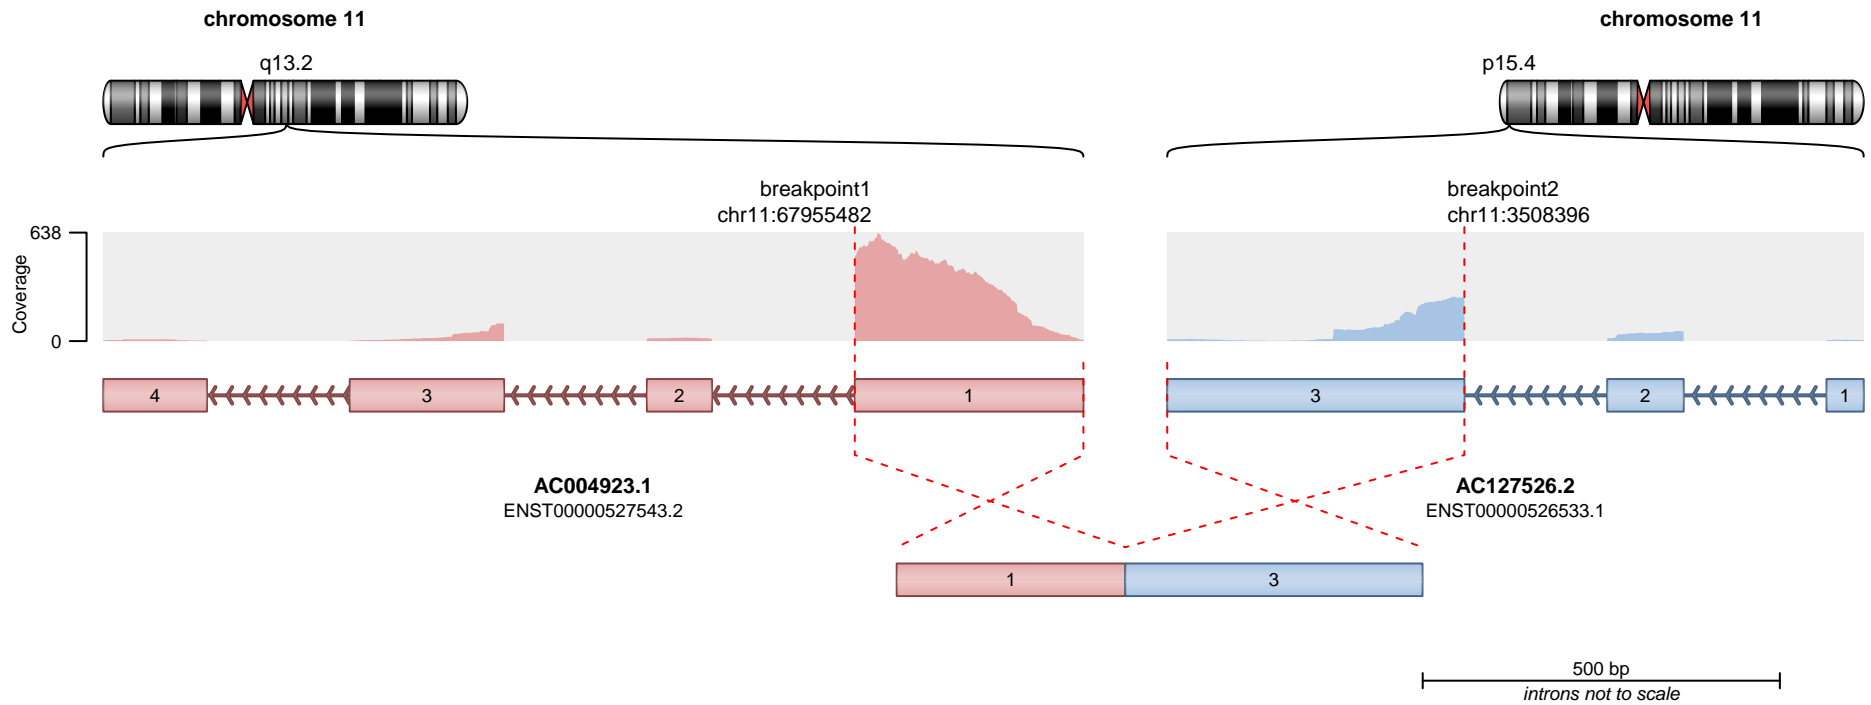 chromosome 11
chromosome 11
q13.2
p15.4
breakpoint1
chr11:67955482
breakpoint2
chr11:3508396
638
0
Coverage
4
3
2
1
3
2
1
AC004923.1
ENST00000527543.2
AC127526.2
ENST00000526533.1
1
3
500 bp
introns not to scale